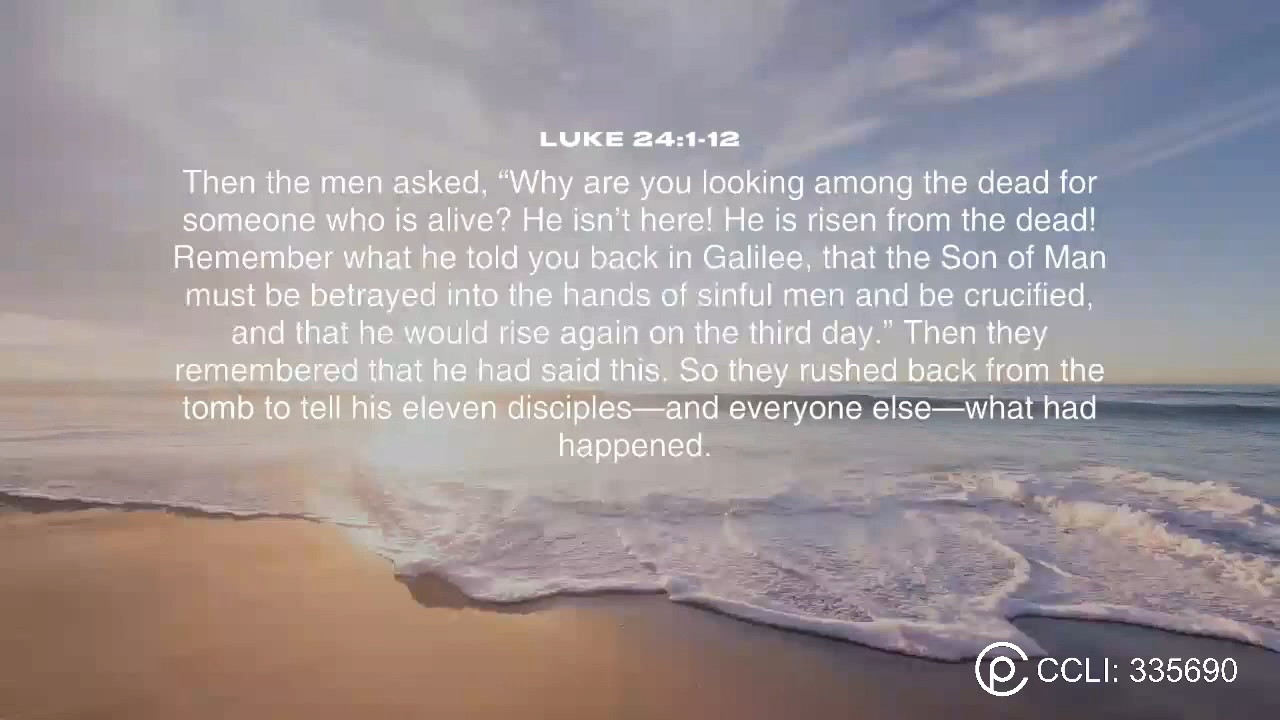 LUKE 24:1-12
Then the men asked, “Why are you looking among the dead for
someone who is alive? He isn’t here! He is risen from the dead!
Remember what he told you back in Galilee, that the Son of Man
must be betrayed into the hands of sinful men and be crucified,
and that he would rise again on the third day.” Then they
remembered that he had said this. So they rushed back from the
tomb to tell his eleven disciples—and everyone else—what had
happened.
CCLI: 335690